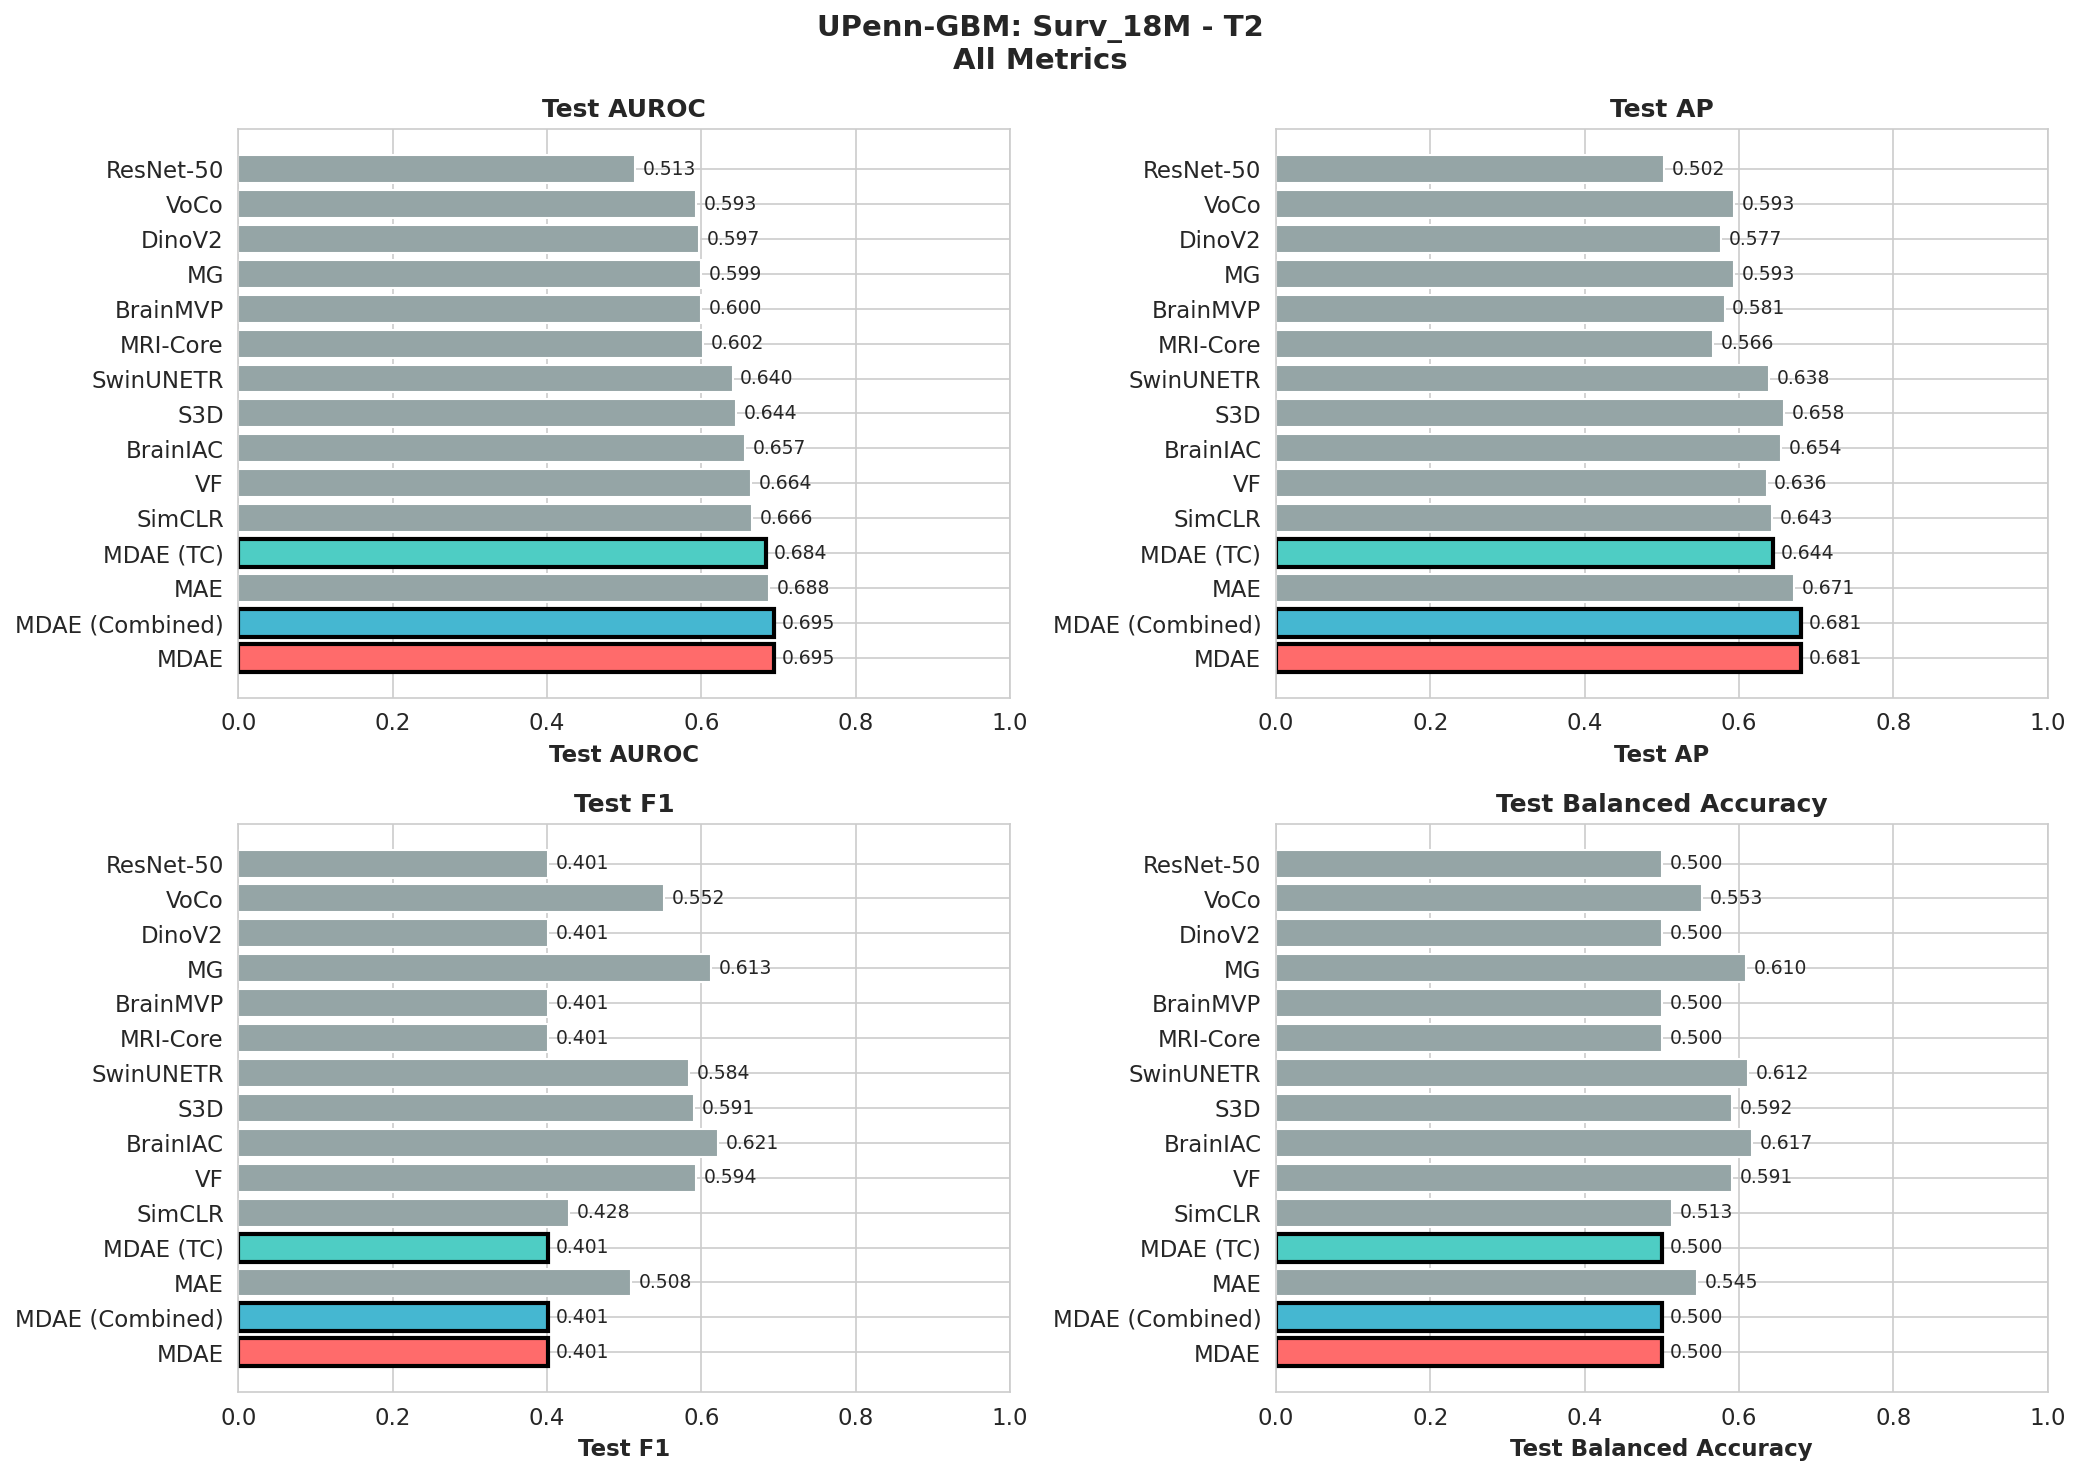 UPenn-GBM: Surv_18M - T2
All Metrics
Test AUROC
ResNet-50 0.513
VoCo 0.593
DinoV2 0.597
MG 0.599
BrainMVP 0.600
MRI-Core 0.602
SwinUNETR 0.640
S3D 0.644
BrainIAC 0.657
VF 0.664
SimCLR 0.666
MDAE (TC) 0.684
MAE 0.688
MDAE (Combined) 0.695
MDAE 0.695
0.0 0.2 0.4 0.6 0.8 1.0
Test AUROC
Test AP
ResNet-50 0.502
VoCo 0.593
DinoV2 0.577
MG 0.593
BrainMVP 0.581
MRI-Core 0.566
SwinUNETR 0.638
S3D 0.658
BrainIAC 0.654
VF 0.636
SimCLR 0.643
MDAE (TC) 0.644
MAE 0.671
MDAE (Combined) 0.681
MDAE 0.681
0.0 0.2 0.4 0.6 0.8 1.0
Test AP
Test F1
ResNet-50 0.401
VoCo 0.552
DinoV2 0.401
MG 0.613
BrainMVP 0.401
MRI-Core 0.401
SwinUNETR 0.584
S3D 0.591
BrainIAC 0.621
VF 0.594
SimCLR 0.428
MDAE (TC) 0.401
MAE 0.508
MDAE (Combined) 0.401
MDAE 0.401
0.0 0.2 0.4 0.6 0.8 1.0
Test F1
Test Balanced Accuracy
ResNet-50 0.500
VoCo 0.553
DinoV2 0.500
MG 0.610
BrainMVP 0.500
MRI-Core 0.500
SwinUNETR 0.612
S3D 0.592
BrainIAC 0.617
VF 0.591
SimCLR 0.513
MDAE (TC) 0.500
MAE 0.545
MDAE (Combined) 0.500
MDAE 0.500
0.0 0.2 0.4 0.6 0.8 1.0
Test Balanced Accuracy